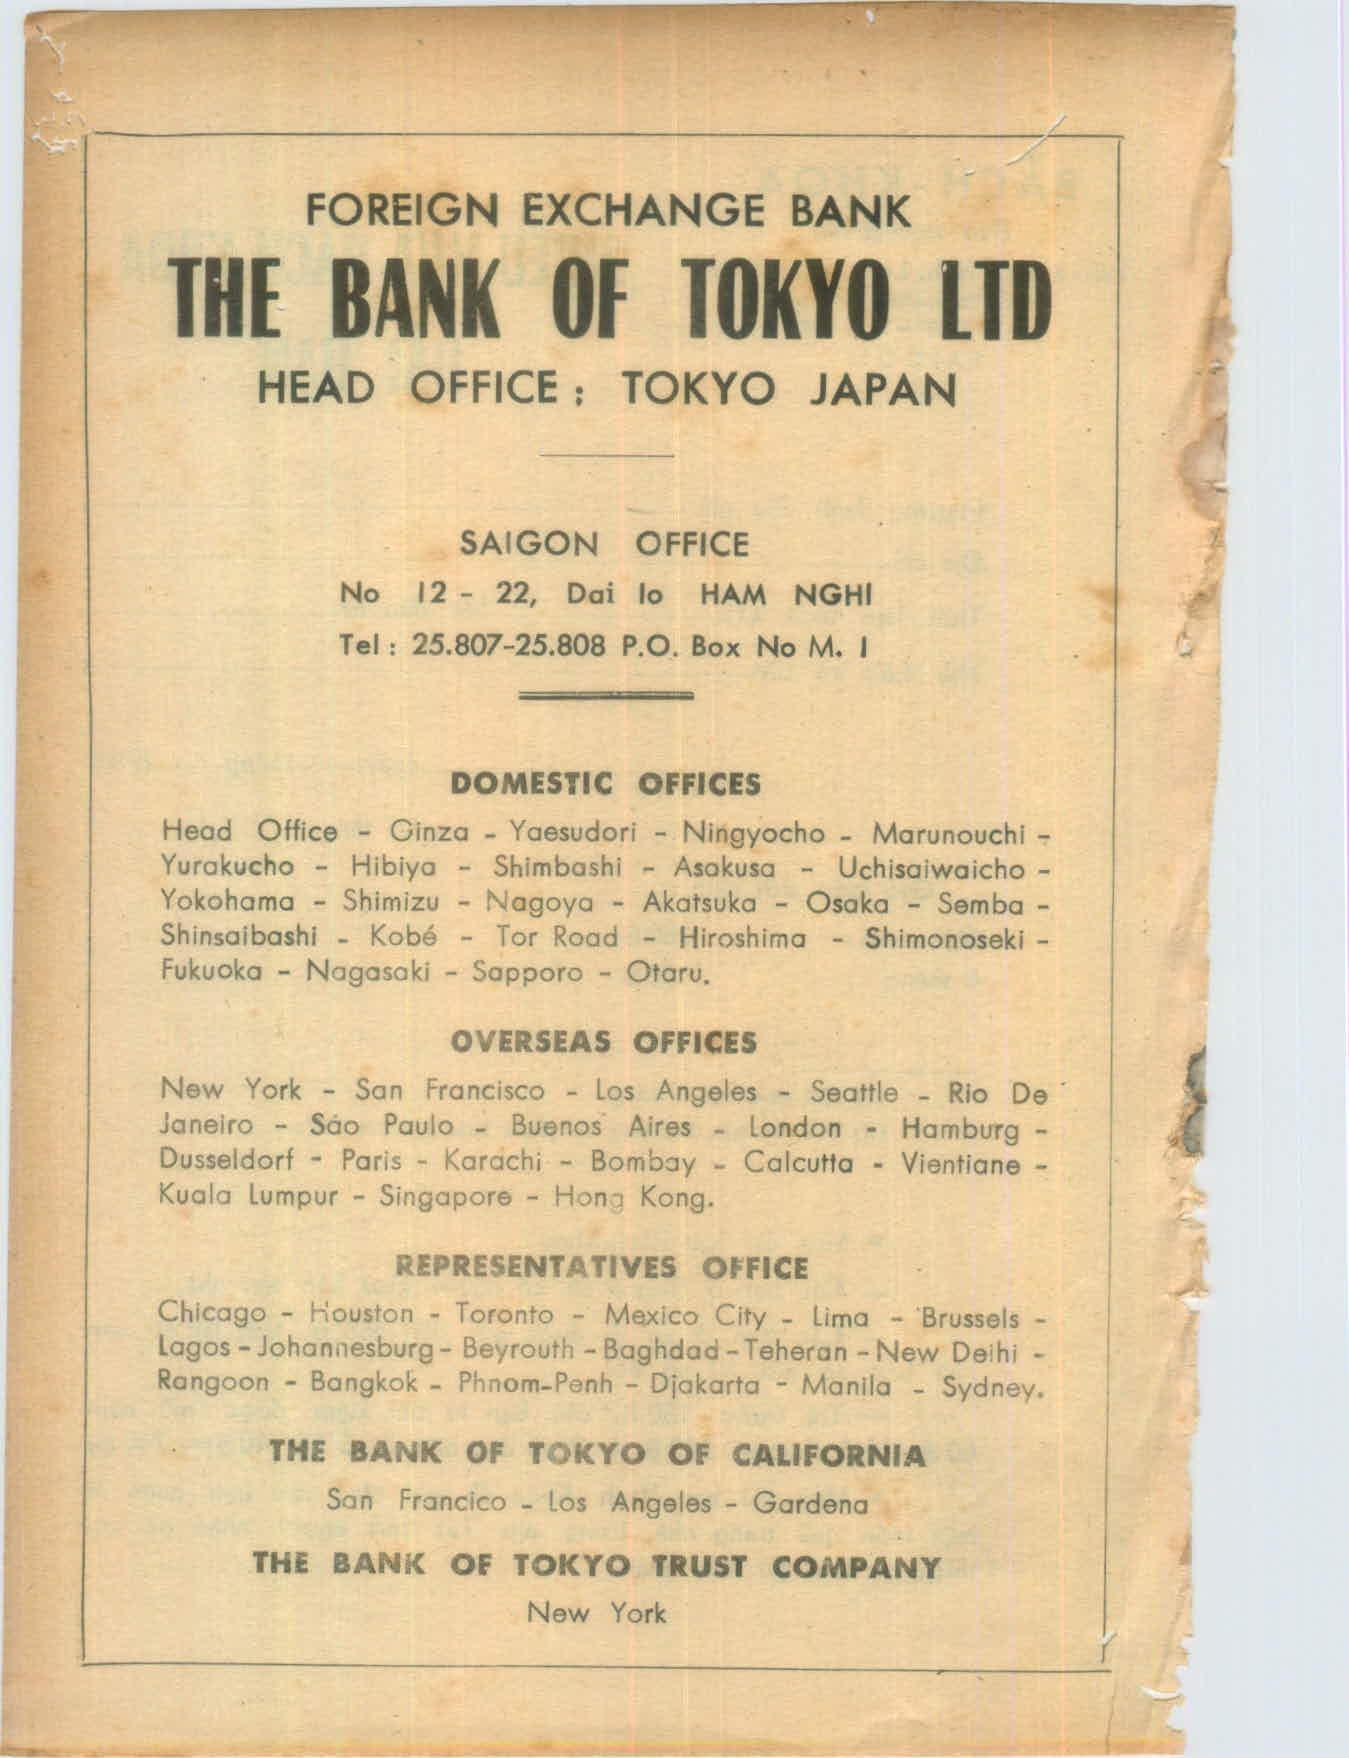 FOREIGN EXCHANGE BANK
THE BANK OF TOKYO LTD
HEAD OFFICE : TOKYO JAPAN
SAIGON OFFICE
No 12 - 22, Dai lo HAM NGHI
Tel : 25.807-25.808 P.O. Box No M. I
DOMESTIC OFFICES
Head Office - Ginza - Yaesudori - Ningyocho - Marunouchi -
Yurakucho - Hibiya - Shimbashi - Asakusa - Uchisaiwaicho -
Yokohama - Shimizu - Nagoya - Akatsuka - Osaka - Semba -
Shinsaibashi - Kobé - Tor Road - Hiroshima - Shimonoseki -
Fukuoka - Nagasaki - Sapporo - Otaru.
OVERSEAS OFFICES
New York - San Francisco - Los Angeles - Seattle - Rio De
Janeiro - São Paulo - Buenos Aires - London - Hamburg -
Dusseldorf - Paris - Karachi - Bombay - Calcutta - Vientiane -
Kuala Lumpur - Singapore - Hong Kong.
REPRESENTATIVES OFFICE
Chicago - Houston - Toronto - Mexico City - Lima - Brussels -
Lagos - Johannesburg - Beyrouth - Baghdad - Teheran - New Delhi -
Rangoon - Bangkok - Phnom-Penh - Djakarta - Manila - Sydney.
THE BANK OF TOKYO OF CALIFORNIA
San Francico - Los Angeles - Gardena
THE BANK OF TOKYO TRUST COMPANY
New York